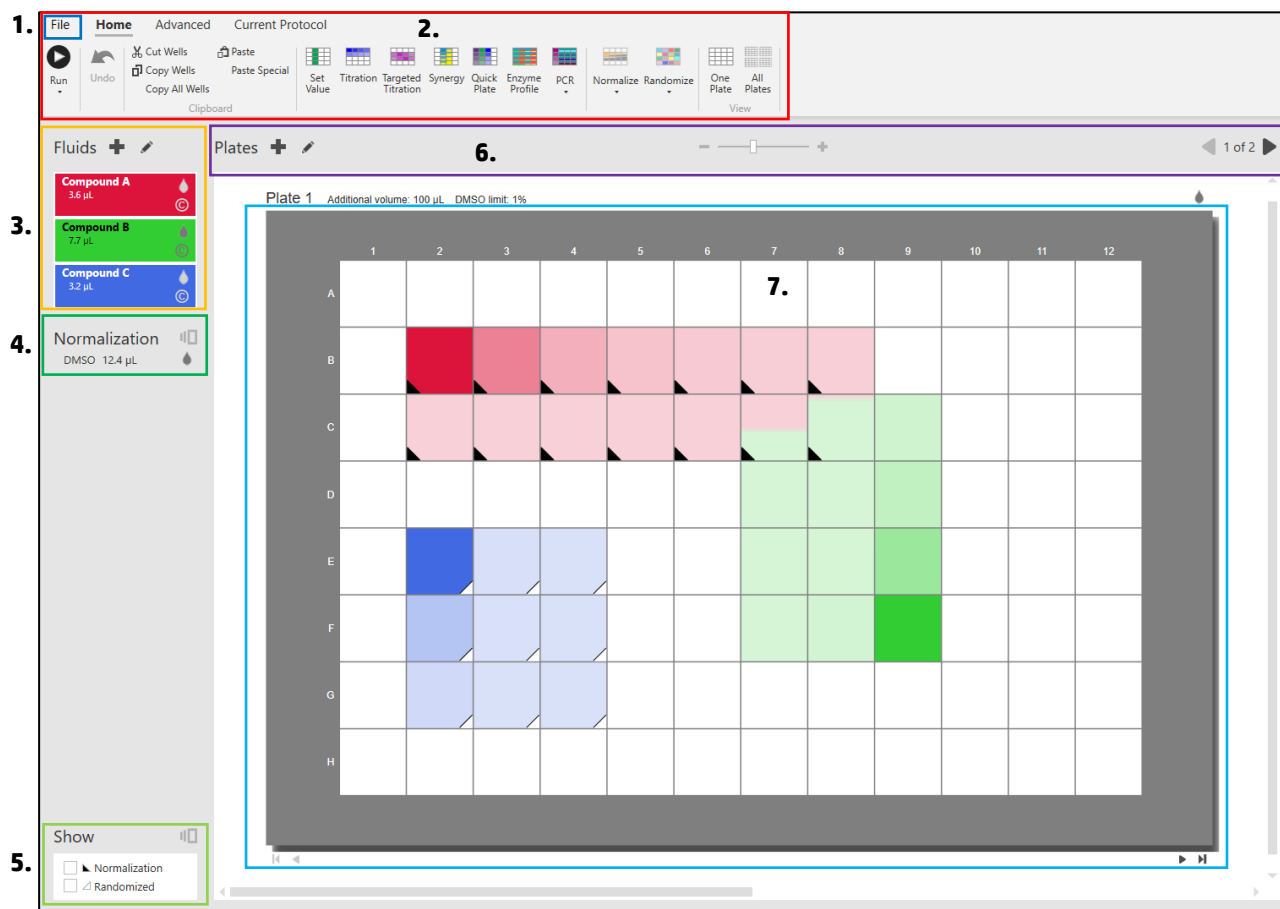 1.
File Home Advanced Current Protocol
2.
Run
Undo
Cut Wells
Copy Wells
Copy All Wells
Paste
Paste Special
Clipboard
Set Value
Titration
Targeted Titration
Synergy
Quick Plate
Enzyme Profile
PCR
Normalize
Randomize
One Plate
All Plates
View
Fluids
Plates
6.
1 of 2
3.
Compound A
3.6 µL
©
Compound B
7.7 µL
©
Compound C
3.2 µL
©
4.
Normalization
DMSO 12.4 µL
Plate 1 Additional volume: 100 µL DMSO limit: 1%
7.
1 2 3 4 5 6 7 8 9 10 11 12
A
B
C
D
E
F
G
H
5.
Show
Normalization
Randomized